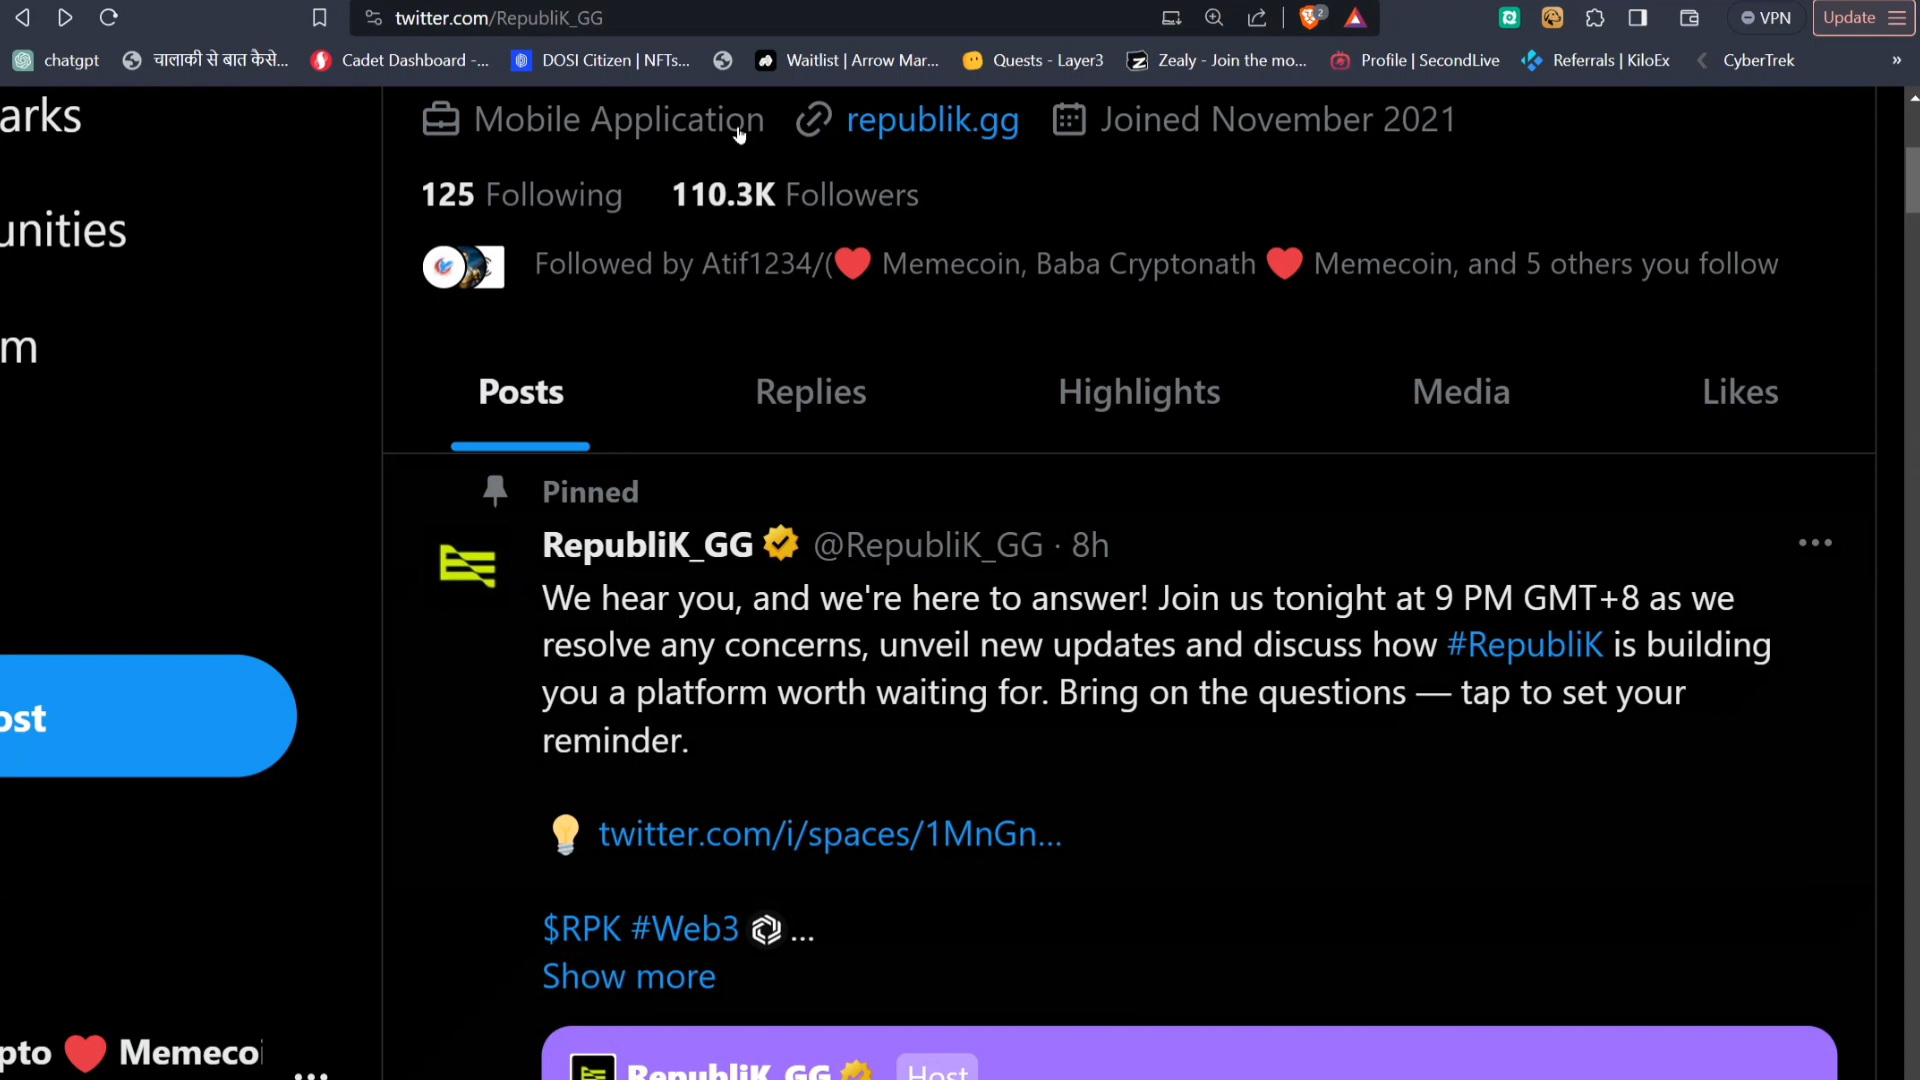 twitter.com/RepubliK_GG
2
VPN
Update
chatgpt
चालाकी से बात कैसे...
Cadet Dashboard -...
DOSI Citizen | NFTs...
Waitlist | Arrow Mar...
Quests - Layer3
Zealy - Join the mo...
Profile | SecondLive
Referrals | KiloEx
CyberTrek
»
arks
unities
m
ost
Mobile Application
republik.gg
Joined November 2021
125 Following 110.3K Followers
Followed by Atif1234/(❤️ Memecoin, Baba Cryptonath ❤️ Memecoin, and 5 others you follow
Posts
Replies
Highlights
Media
Likes
Pinned
RepubliK_GG @RepubliK_GG · 8h
We hear you, and we're here to answer! Join us tonight at 9 PM GMT+8 as we
resolve any concerns, unveil new updates and discuss how #RepubliK is building
you a platform worth waiting for. Bring on the questions — tap to set your
reminder.
💡 twitter.com/i/spaces/1MnGn...
$RPK #Web3 ...
Show more
RepubliK_GG Host
pto ❤️ Memecoi